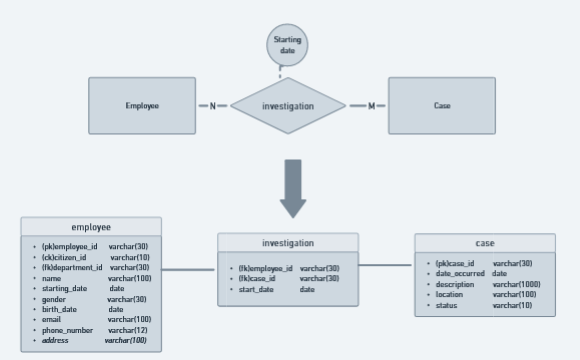 Starting
date
Employee
N
investigation
M
Case
employee
• (pk)employee_id varchar(30)
• (ck)citizen_id varchar(10)
• (fk)department_id varchar(30)
• name varchar(100)
• starting_date date
• gender varchar(30)
• birth_date date
• email varchar(100)
• phone_number varchar(12)
• address varchar(100)
investigation
• (fk)employee_id varchar(30)
• (fk)case_id varchar(30)
• start_date date
case
• (pk)case_id varchar(30)
• date_occurred date
• description varchar(1000)
• location varchar(100)
• status varchar(10)